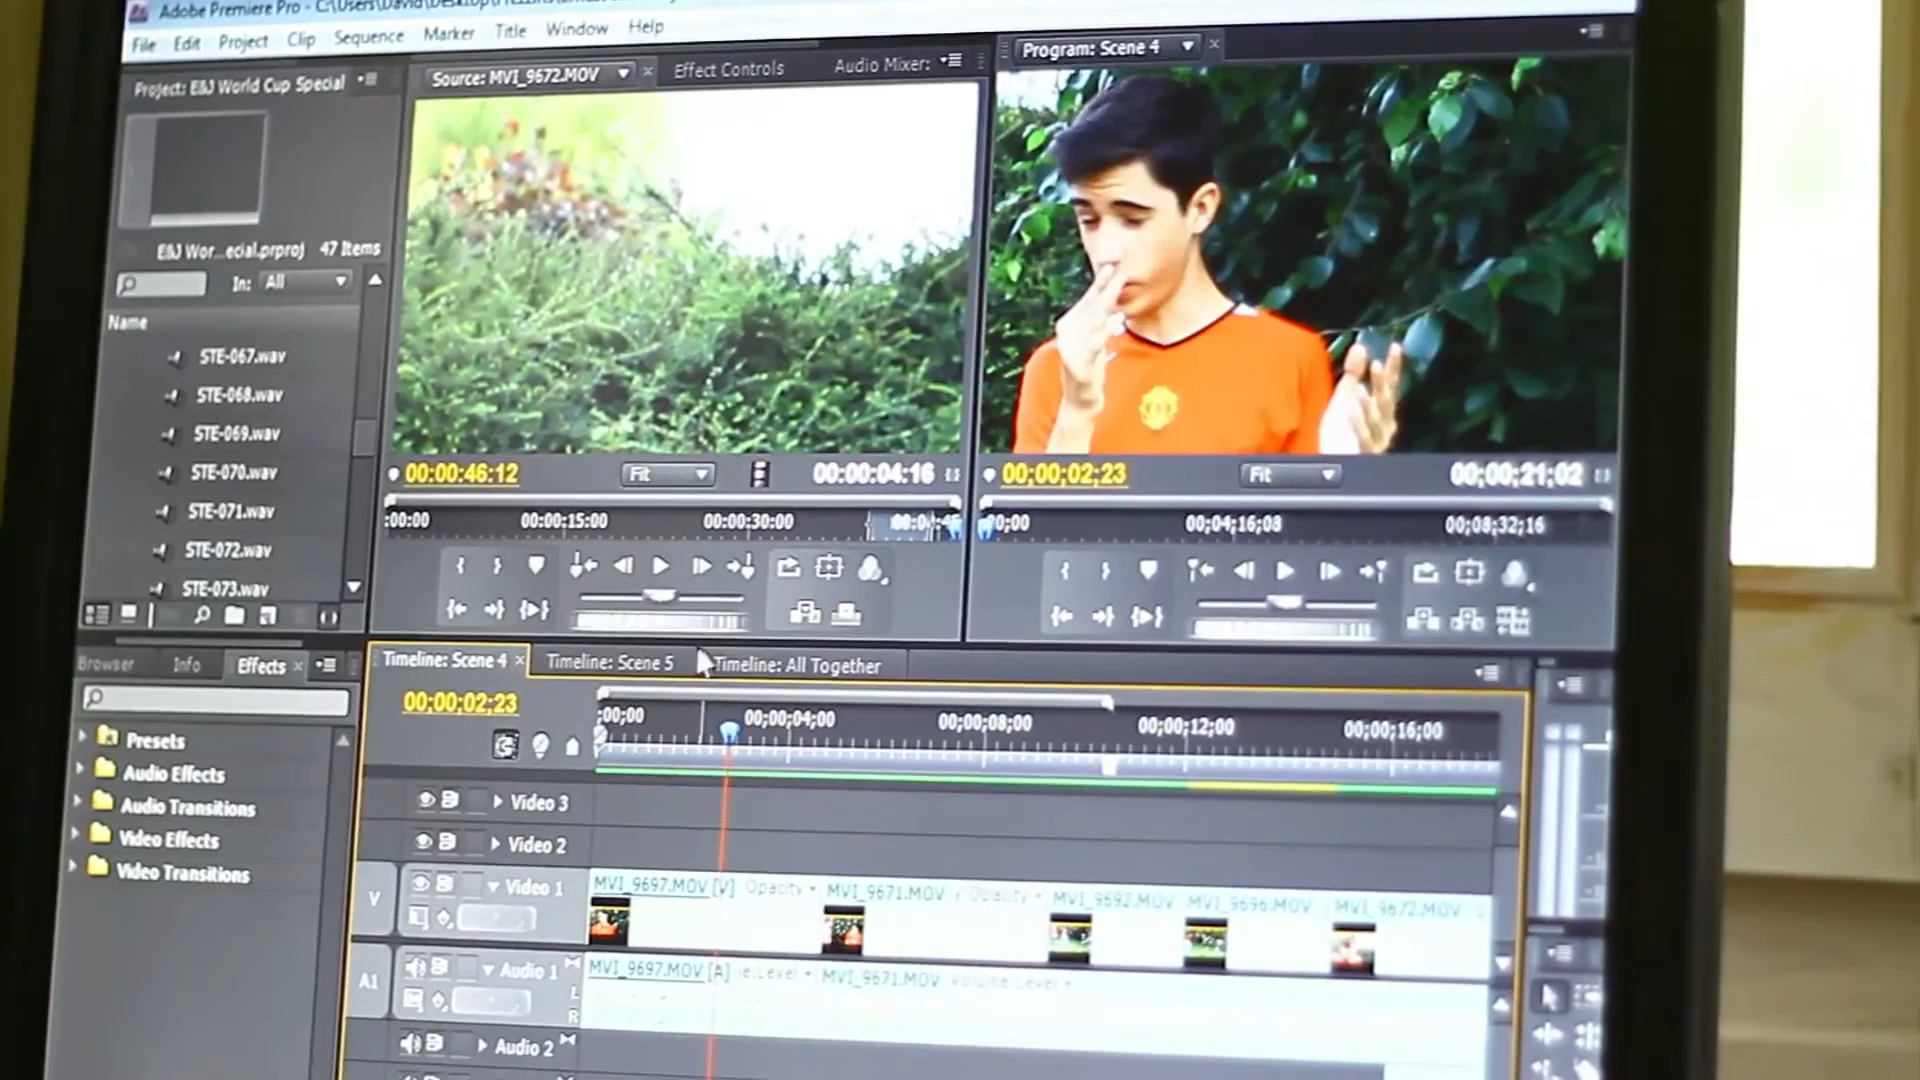 Adobe Premiere Pro - C:\Users\David\Desktop\
File Edit Project Clip Sequence Marker Title Window Help
Project: E&J World Cup Special
E&J Wor...ecial.prproj 47 Items
In: All
Name
STE-067.wav
STE-068.wav
STE-069.wav
STE-070.wav
STE-071.wav
STE-072.wav
STE-073.wav
Source: MVI_9672.MOV Effect Controls Audio Mixer:
00:00:46:12 Fit 00:00:04:16
:00:00 00:00:15:00 00:00:30:00
Program: Scene 4
00;00;02;23 Fit 00;00;21;02
00;00 00;04;16;08 00;08;32;16
Browser Info Effects
Presets
Audio Effects
Audio Transitions
Video Effects
Video Transitions
Timeline: Scene 4 Timeline: Scene 5 Timeline: All Together
00;00;02;23
;00;00 00;00;04;00 00;00;08;00 00;00;12;00 00;00;16;00
Video 3
Video 2
V Video 1 MVI_9697.MOV [V] Opacity MVI_9671.MOV Opacity MVI_9692.MOV MVI_9696.MOV MVI_9672.MOV
A1 Audio 1 MVI_9697.MOV [A] e:Level MVI_9671.MOV Volume:Level
L
R
Audio 2